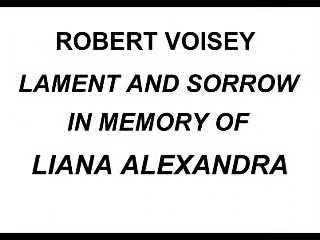 ROBERT VOISEY
LAMENT AND SORROW
IN MEMORY OF
LIANA ALEXANDRA